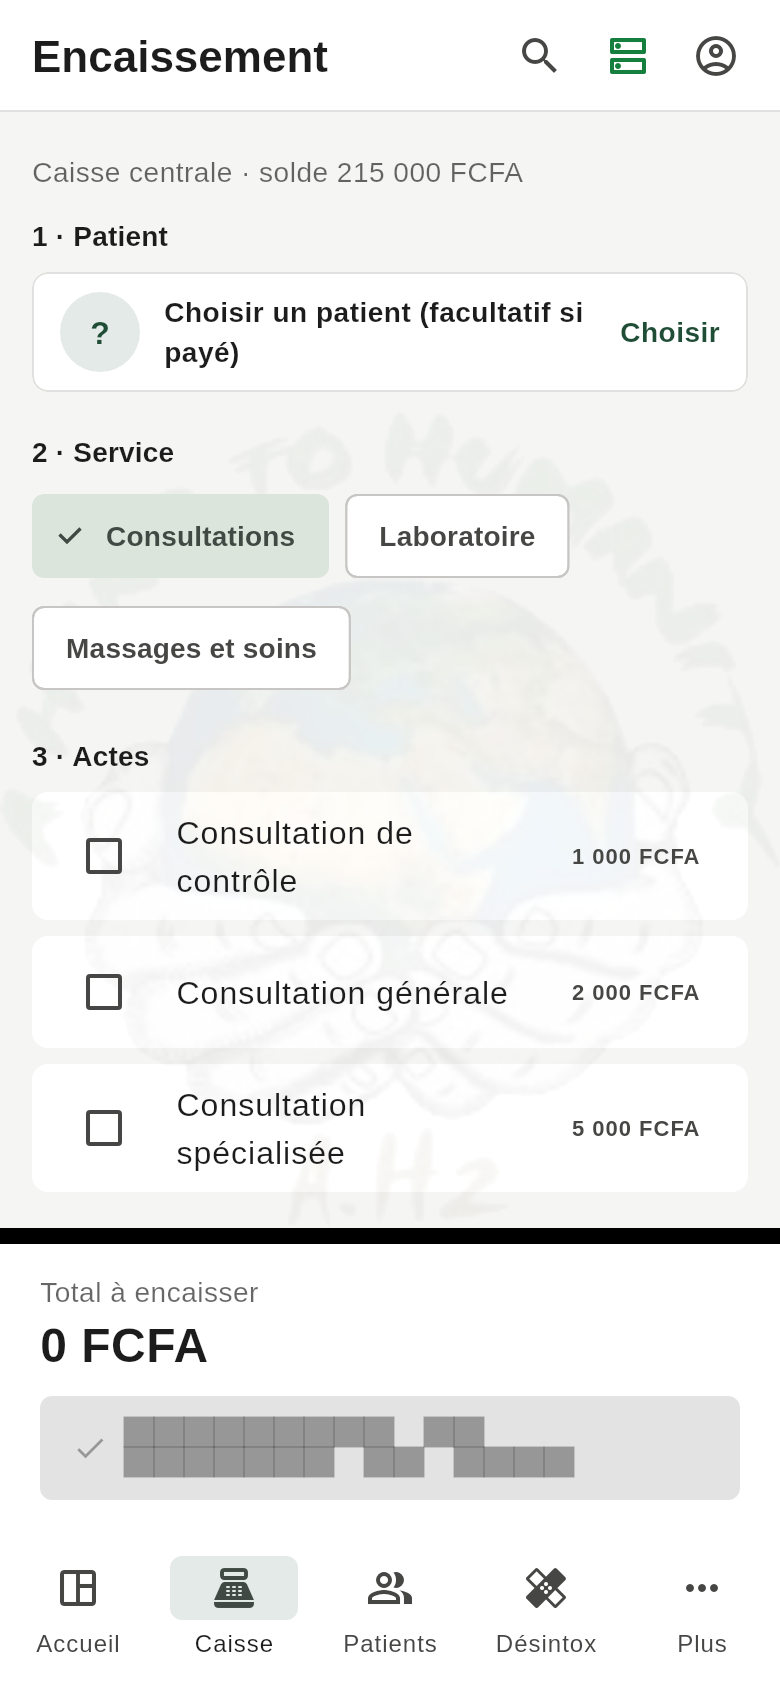 Encaissement
Caisse centrale · solde 215 000 FCFA
1 · Patient
?
Choisir un patient (facultatif si
payé)
Choisir
2 · Service
Consultations
Laboratoire
Massages et soins
3 · Actes
Consultation de
contrôle
1 000 FCFA
Consultation générale
2 000 FCFA
Consultation
spécialisée
5 000 FCFA
A.H2
Total à encaisser
0 FCFA
Accueil
Caisse
Patients
Désintox
Plus